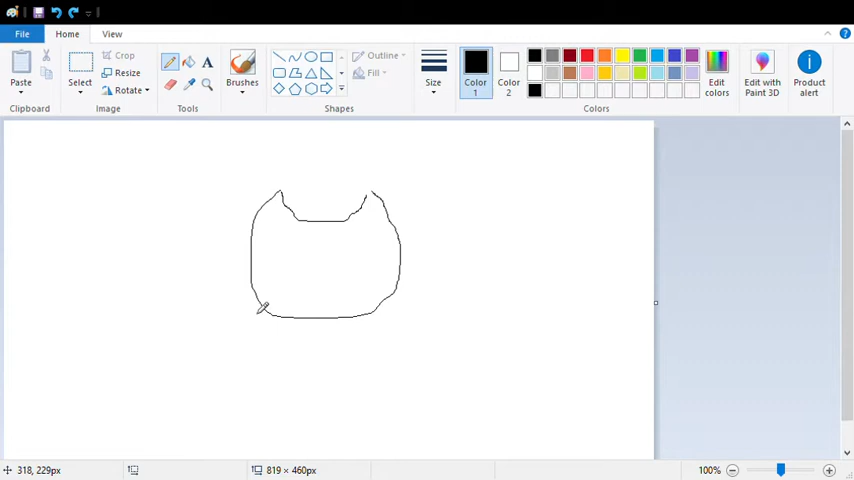 File Home View
Paste
Clipboard
Select
Crop
Resize
Rotate
Image
A
Tools
Brushes
Shapes
Outline
Fill
Size
Color 1
Color 2
Colors
Edit colors
Edit with Paint 3D
Product alert
318, 229px
819 × 460px
100%